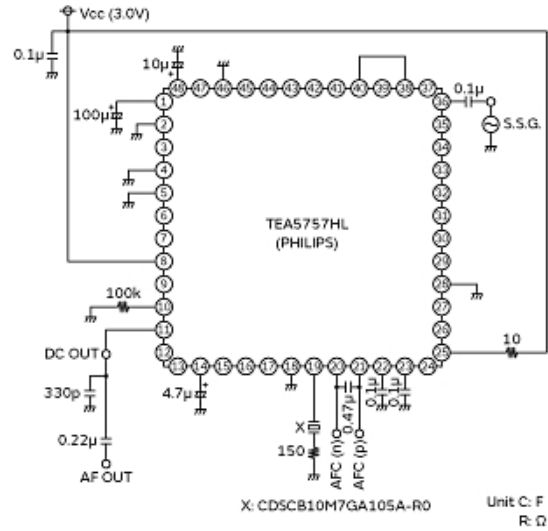 Vcc (3.0V)
0.1μ
10μ
+
48 47 46 45 44 43 42 41 40 39 38 37
100μ
+
1
2
3
4
5
6
7
8
9
10
11
12
36
35
34
33
32
31
30
29
28
27
26
25
0.1μ
S.S.G.
TEA5757HL
(PHILIPS)
100k
10
DC OUT
13 14 15 16 17 18 19 20 21 22 23 24
330p
4.7μ
+
0.47μ
0.1μ
0.1μ
0.22μ
X
150
AFC (n)
AFC (p)
AF OUT
X: CDSCB10M7GA105A-R0
Unit C: F
R: Ω